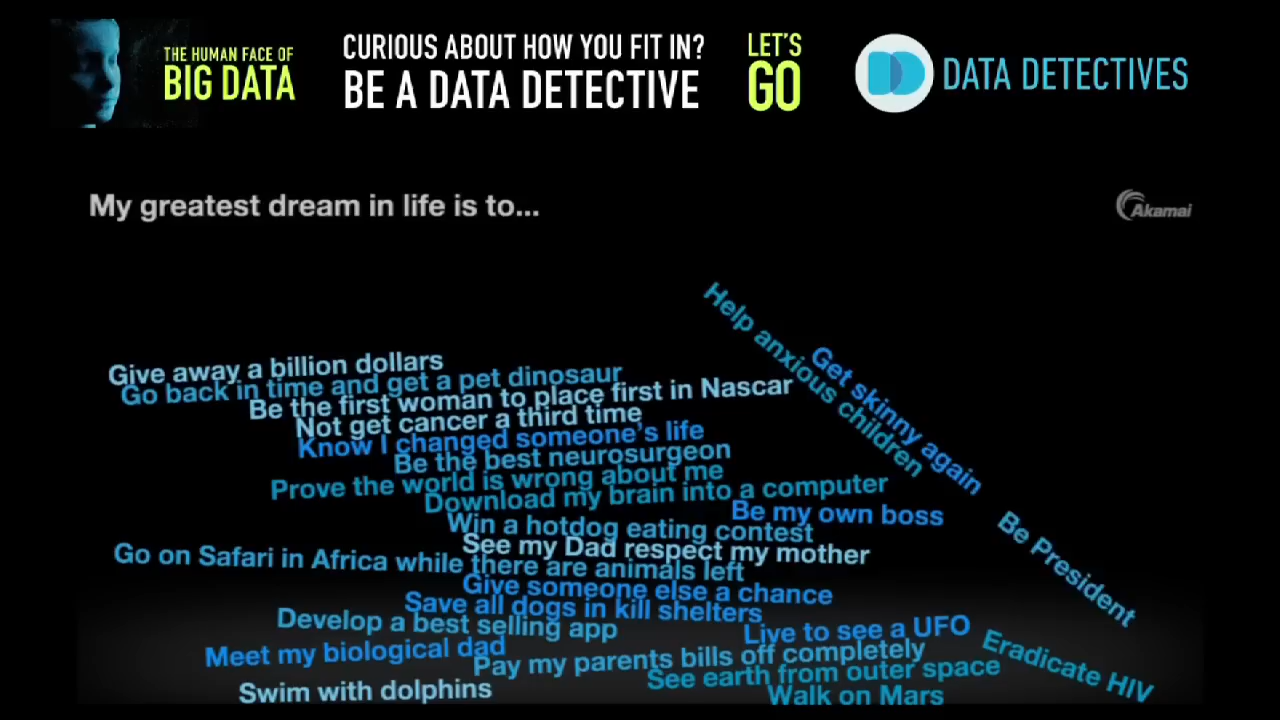 THE HUMAN FACE OF
BIG DATA
CURIOUS ABOUT HOW YOU FIT IN?
BE A DATA DETECTIVE
LET'S
GO
DATA DETECTIVES
My greatest dream in life is to...
Akamai
Help anxious children
Get skinny again
Give away a billion dollars
Go back in time and get a pet dinosaur
Be the first woman to place first in Nascar
Not get cancer a third time
Know I changed someone's life
Be the best neurosurgeon
Prove the world is wrong about me
Download my brain into a computer
Be my own boss
Win a hotdog eating contest
Be President
See my Dad respect my mother
Go on Safari in Africa while there are animals left
Give someone else a chance
Save all dogs in kill shelters
Develop a best selling app
Live to see a UFO
Eradicate HIV
Meet my biological dad
Pay my parents bills off completely
See earth from outer space
Swim with dolphins
Walk on Mars